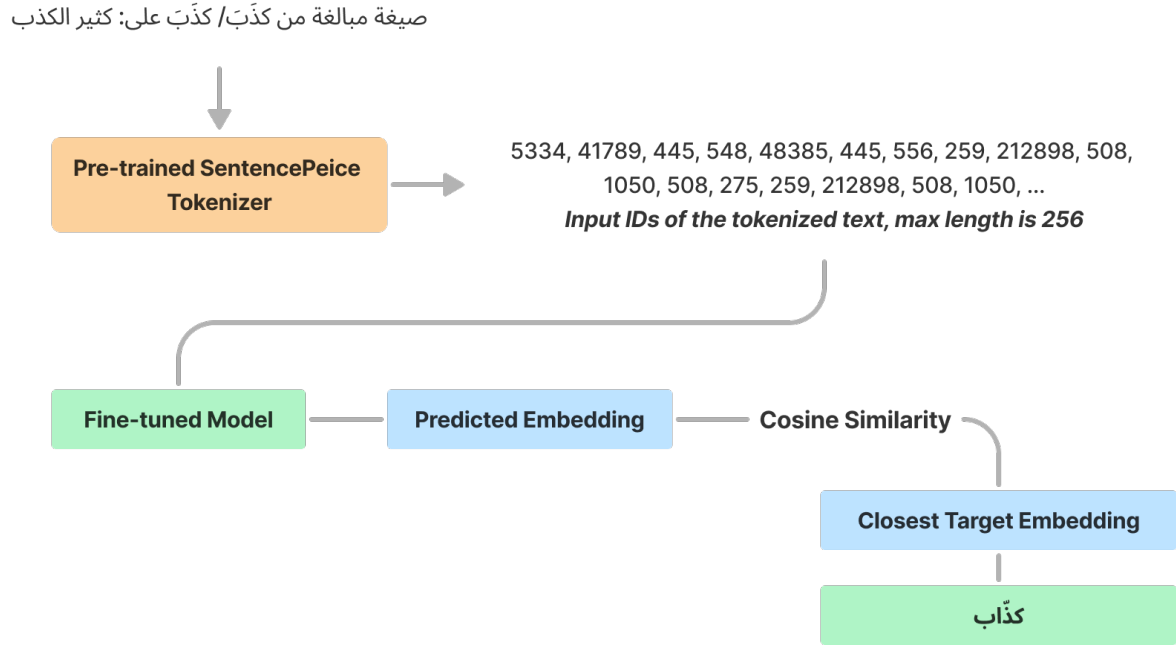 صيغة مبالغة من كذَبَ/ كذَبَ على: كثير الكذب
Pre-trained SentencePeice
Tokenizer
5334, 41789, 445, 548, 48385, 445, 556, 259, 212898, 508,
1050, 508, 275, 259, 212898, 508, 1050, ...
Input IDs of the tokenized text, max length is 256
Fine-tuned Model
Predicted Embedding
Cosine Similarity
Closest Target Embedding
كذّاب